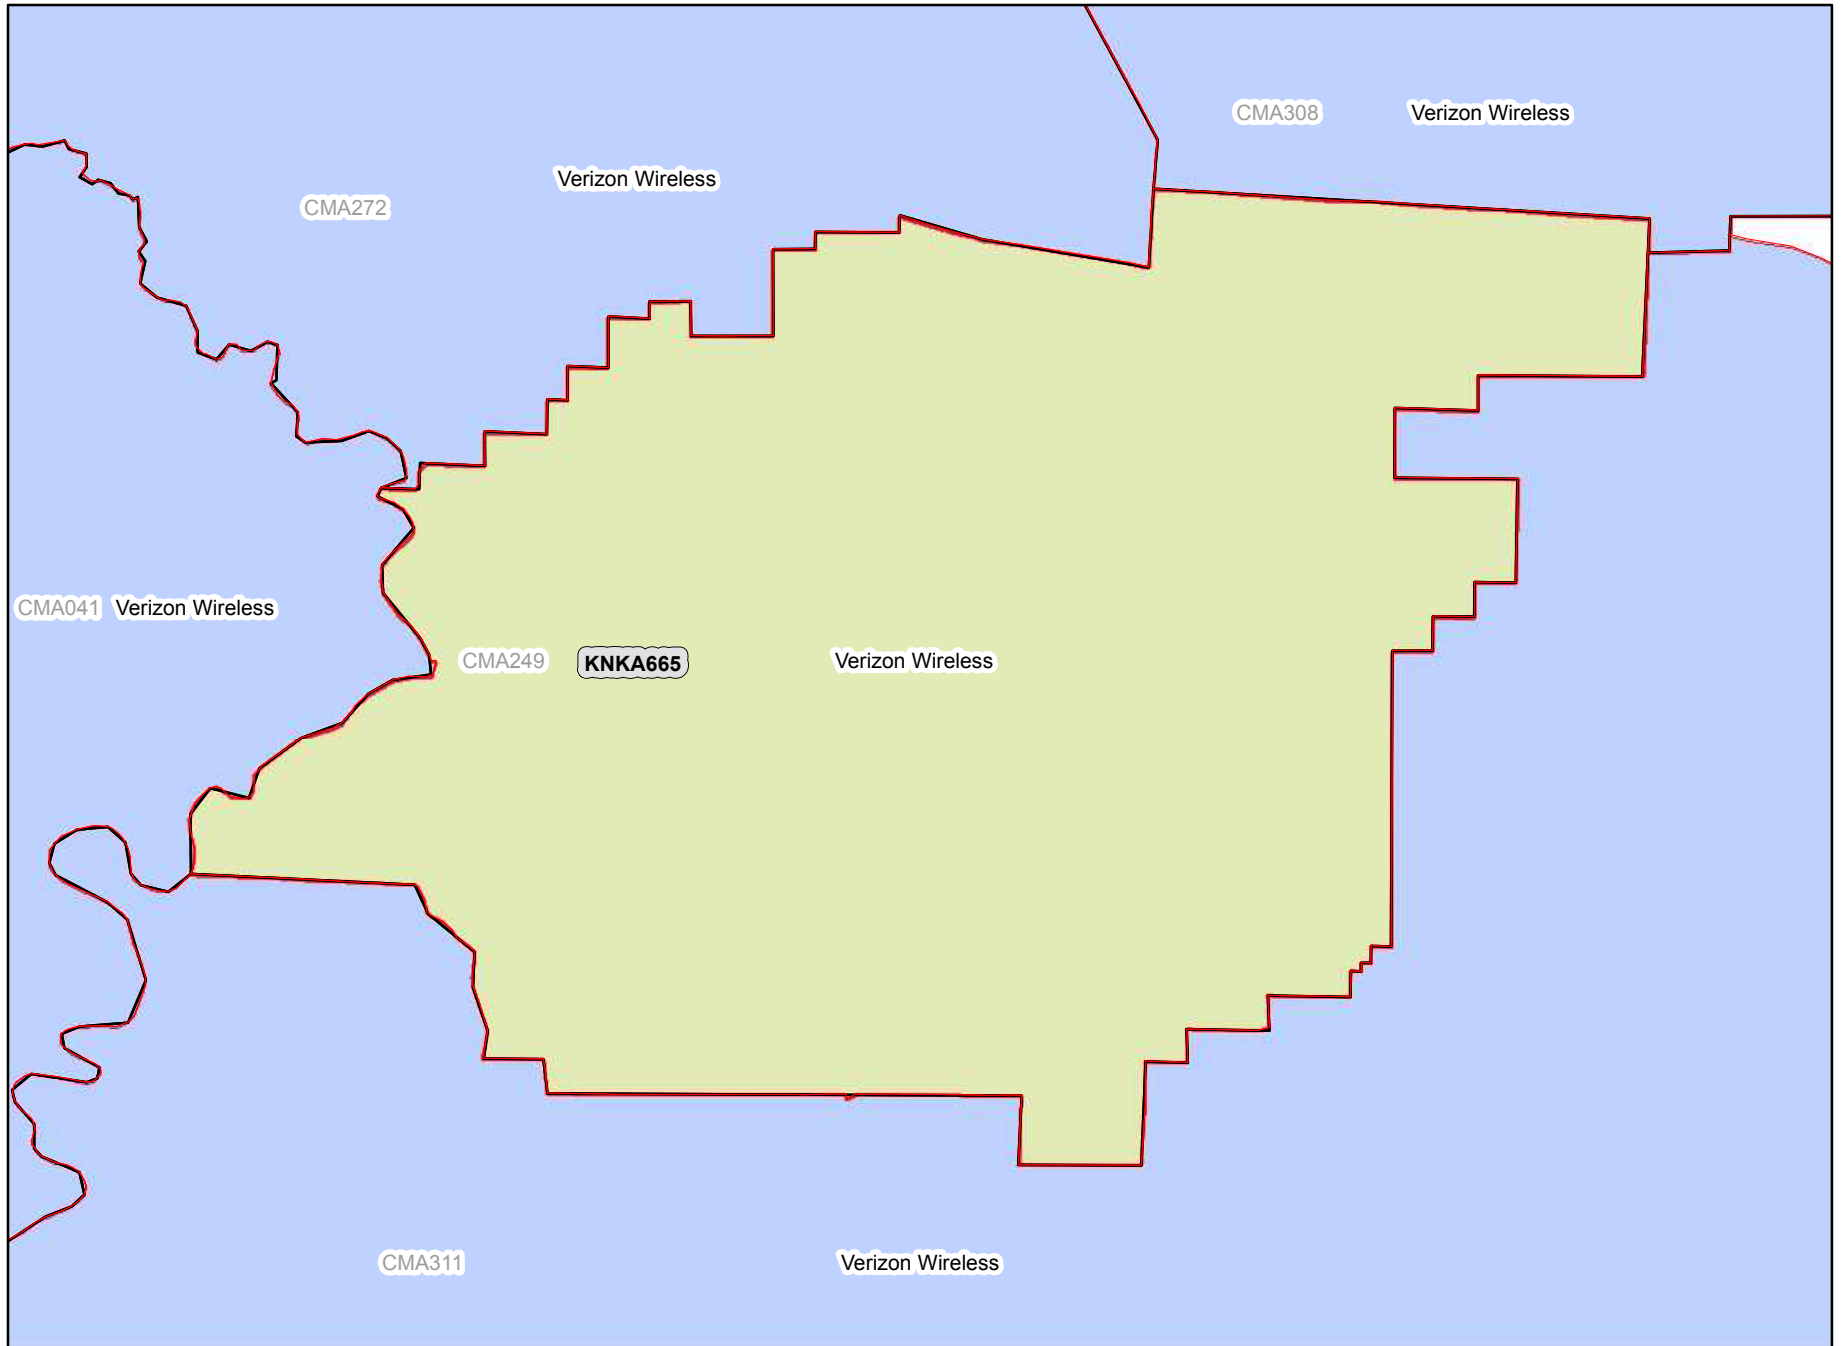 CMA308 Verizon Wireless
Verizon Wireless
CMA272
CMA041 Verizon Wireless
CMA249 KNKA665 Verizon Wireless
CMA311 Verizon Wireless